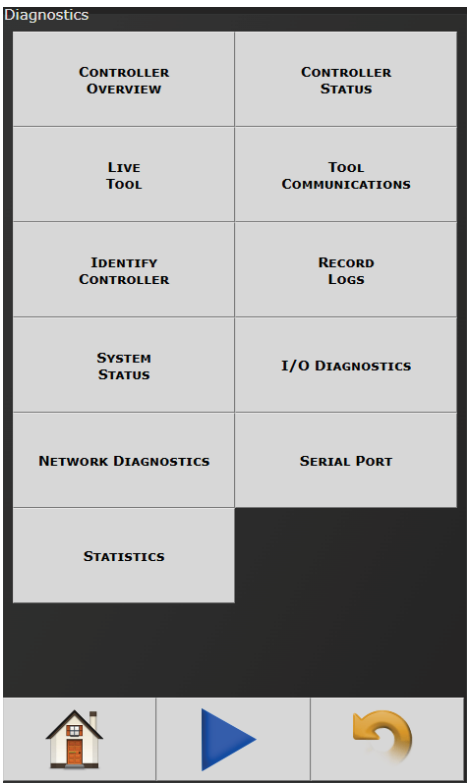 Diagnostics
Controller
Overview
Controller
Status
Live
Tool
Tool
Communications
Identify
Controller
Record
Logs
System
Status
I/O Diagnostics
Network Diagnostics
Serial Port
Statistics